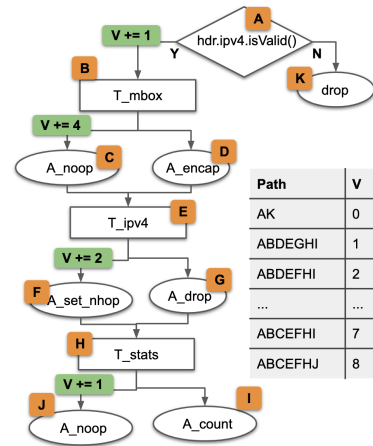 A
V += 1
Y
hdr.ipv4.isValid()
N
B
K
drop
T_mbox
V += 4
C
D
A_noop
A_encap
E
T_ipv4
V += 2
F
G
A_set_nhop
A_drop
H
T_stats
V += 1
J
I
A_noop
A_count
Path V
AK 0
ABDEGHI 1
ABDEFHI 2
... ...
ABCEFHI 7
ABCEFHJ 8